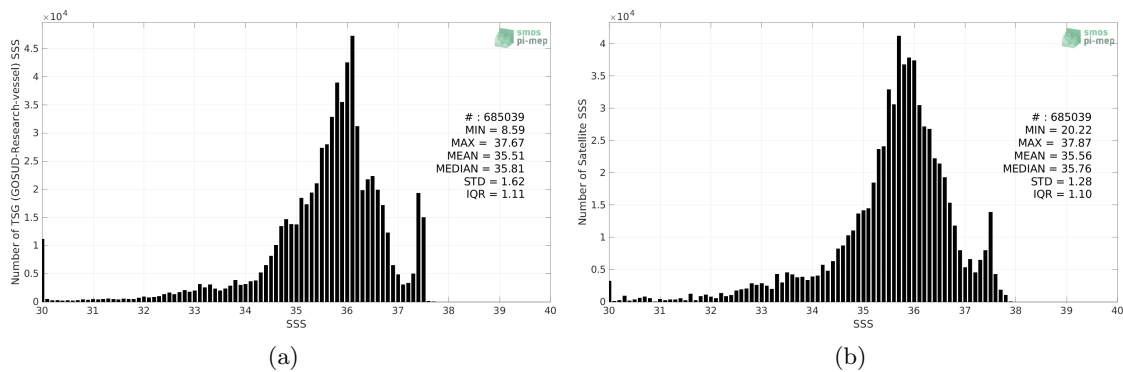 ×10⁴
Number of TSG (GOSUD-Research-vessel) SSS
4.5
4
3.5
3
2.5
2
1.5
1
0.5
0
30 31 32 33 34 35 36 37 38 39 40
SSS
smos
pi-mep
# : 685039
MIN = 8.59
MAX = 37.67
MEAN = 35.51
MEDIAN = 35.81
STD = 1.62
IQR = 1.11
(a)
×10⁴
Number of Satellite SSS
4
3.5
3
2.5
2
1.5
1
0.5
0
30 31 32 33 34 35 36 37 38 39 40
SSS
smos
pi-mep
# : 685039
MIN = 20.22
MAX = 37.87
MEAN = 35.56
MEDIAN = 35.76
STD = 1.28
IQR = 1.10
(b)